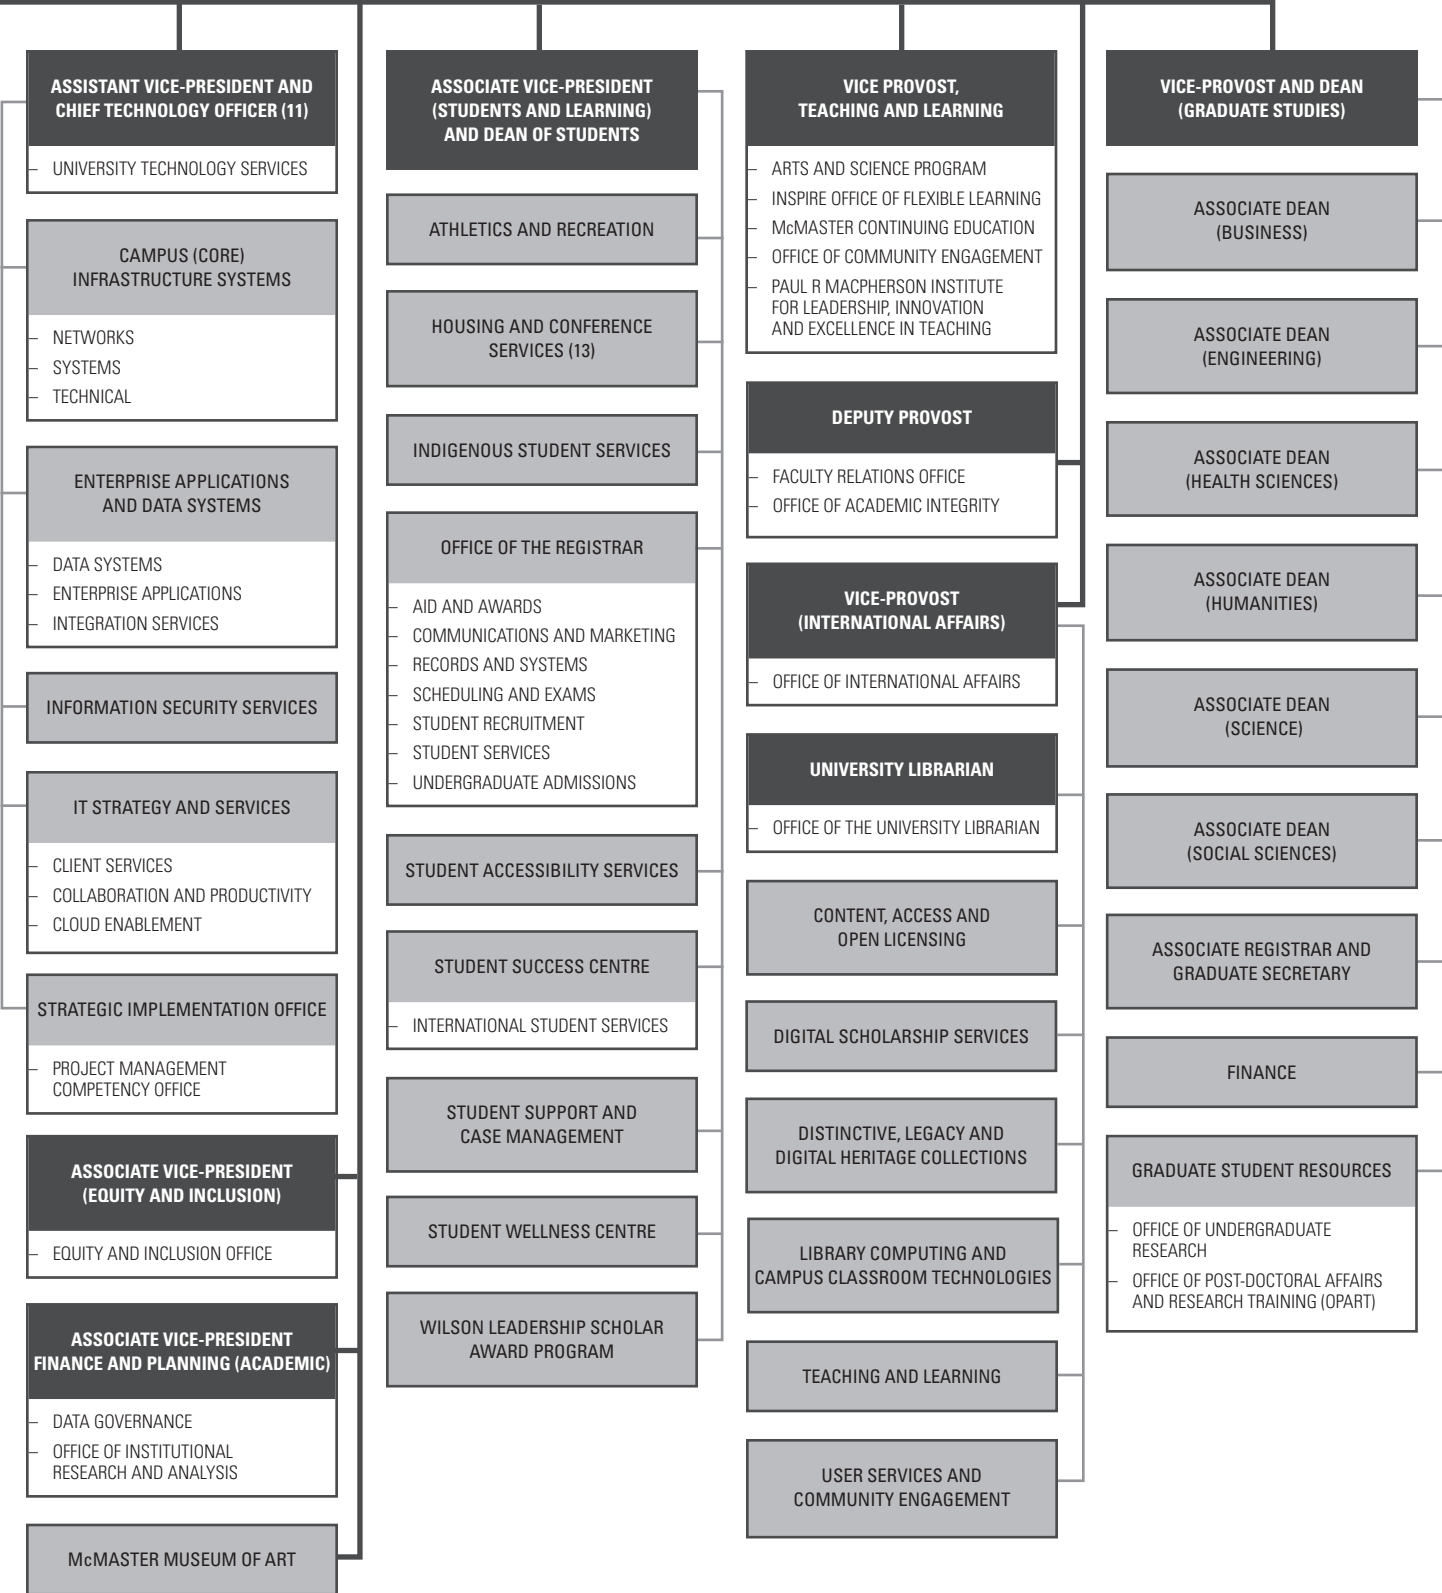 ASSISTANT VICE-PRESIDENT AND
CHIEF TECHNOLOGY OFFICER (11)
– UNIVERSITY TECHNOLOGY SERVICES
CAMPUS (CORE)
INFRASTRUCTURE SYSTEMS
– NETWORKS
– SYSTEMS
– TECHNICAL
ENTERPRISE APPLICATIONS
AND DATA SYSTEMS
– DATA SYSTEMS
– ENTERPRISE APPLICATIONS
– INTEGRATION SERVICES
INFORMATION SECURITY SERVICES
IT STRATEGY AND SERVICES
– CLIENT SERVICES
– COLLABORATION AND PRODUCTIVITY
– CLOUD ENABLEMENT
STRATEGIC IMPLEMENTATION OFFICE
– PROJECT MANAGEMENT
COMPETENCY OFFICE
ASSOCIATE VICE-PRESIDENT
(EQUITY AND INCLUSION)
– EQUITY AND INCLUSION OFFICE
ASSOCIATE VICE-PRESIDENT
FINANCE AND PLANNING (ACADEMIC)
– DATA GOVERNANCE
– OFFICE OF INSTITUTIONAL
RESEARCH AND ANALYSIS
McMASTER MUSEUM OF ART
ASSOCIATE VICE-PRESIDENT
(STUDENTS AND LEARNING)
AND DEAN OF STUDENTS
ATHLETICS AND RECREATION
HOUSING AND CONFERENCE
SERVICES (13)
INDIGENOUS STUDENT SERVICES
OFFICE OF THE REGISTRAR
– AID AND AWARDS
– COMMUNICATIONS AND MARKETING
– RECORDS AND SYSTEMS
– SCHEDULING AND EXAMS
– STUDENT RECRUITMENT
– STUDENT SERVICES
– UNDERGRADUATE ADMISSIONS
STUDENT ACCESSIBILITY SERVICES
STUDENT SUCCESS CENTRE
– INTERNATIONAL STUDENT SERVICES
STUDENT SUPPORT AND
CASE MANAGEMENT
STUDENT WELLNESS CENTRE
WILSON LEADERSHIP SCHOLAR
AWARD PROGRAM
VICE PROVOST,
TEACHING AND LEARNING
– ARTS AND SCIENCE PROGRAM
– INSPIRE OFFICE OF FLEXIBLE LEARNING
– McMASTER CONTINUING EDUCATION
– OFFICE OF COMMUNITY ENGAGEMENT
– PAUL R MACPHERSON INSTITUTE
FOR LEADERSHIP, INNOVATION
AND EXCELLENCE IN TEACHING
DEPUTY PROVOST
– FACULTY RELATIONS OFFICE
– OFFICE OF ACADEMIC INTEGRITY
VICE-PROVOST
(INTERNATIONAL AFFAIRS)
– OFFICE OF INTERNATIONAL AFFAIRS
UNIVERSITY LIBRARIAN
– OFFICE OF THE UNIVERSITY LIBRARIAN
CONTENT, ACCESS AND
OPEN LICENSING
DIGITAL SCHOLARSHIP SERVICES
DISTINCTIVE, LEGACY AND
DIGITAL HERITAGE COLLECTIONS
LIBRARY COMPUTING AND
CAMPUS CLASSROOM TECHNOLOGIES
TEACHING AND LEARNING
USER SERVICES AND
COMMUNITY ENGAGEMENT
VICE-PROVOST AND DEAN
(GRADUATE STUDIES)
ASSOCIATE DEAN
(BUSINESS)
ASSOCIATE DEAN
(ENGINEERING)
ASSOCIATE DEAN
(HEALTH SCIENCES)
ASSOCIATE DEAN
(HUMANITIES)
ASSOCIATE DEAN
(SCIENCE)
ASSOCIATE DEAN
(SOCIAL SCIENCES)
ASSOCIATE REGISTRAR AND
GRADUATE SECRETARY
FINANCE
GRADUATE STUDENT RESOURCES
– OFFICE OF UNDERGRADUATE
RESEARCH
– OFFICE OF POST-DOCTORAL AFFAIRS
AND RESEARCH TRAINING (OPART)